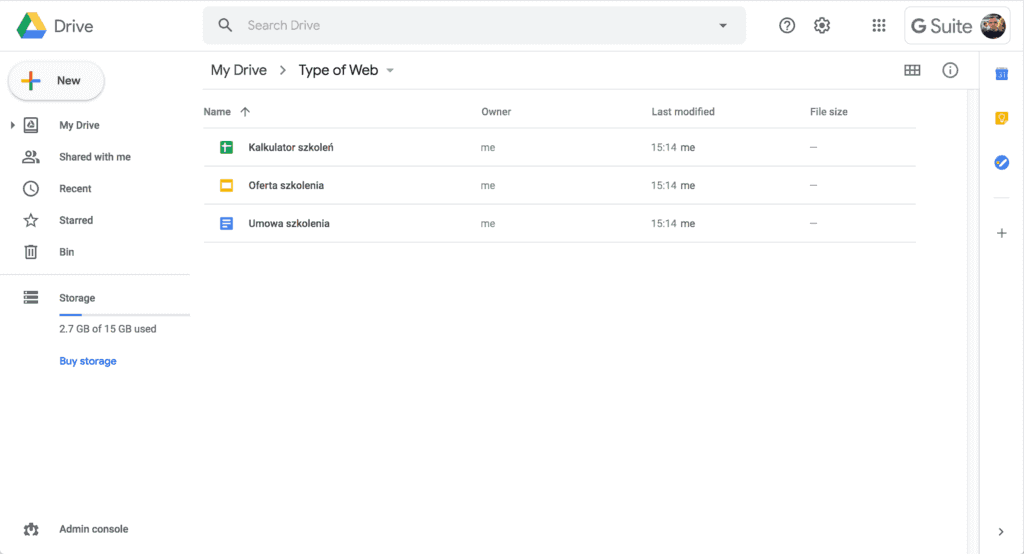 Drive
Search Drive
G Suite
New
My Drive
Shared with me
Recent
Starred
Bin
Storage
2.7 GB of 15 GB used
Buy storage
Admin console
My Drive > Type of Web
Name Owner Last modified File size
Kalkulator szkoleń me 15:14 me —
Oferta szkolenia me 15:14 me —
Umowa szkolenia me 15:14 me —
31